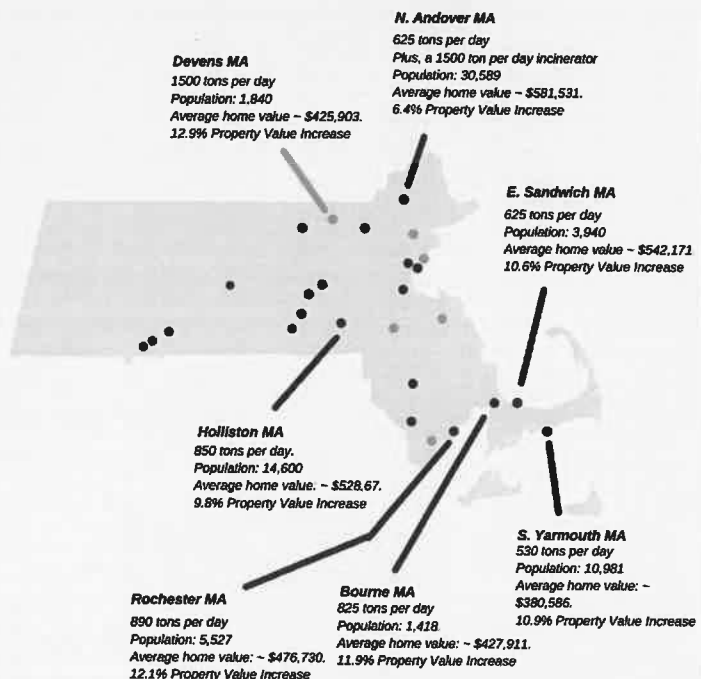 N. Andover MA
625 tons per day
Plus, a 1500 ton per day incinerator
Population: 30,589
Average home value ~ $581,531.
6.4% Property Value Increase
Devens MA
1500 tons per day
Population: 1,840
Average home value ~ $425,903.
12.9% Property Value Increase
E. Sandwich MA
625 tons per day
Population: 3,940
Average home value ~ $542,171
10.6% Property Value Increase
Holliston MA
850 tons per day.
Population: 14,600
Average home value: ~ $528,67.
9.8% Property Value Increase
S. Yarmouth MA
530 tons per day
Population: 10,981
Average home value: ~
$380,586.
10.9% Property Value Increase
Rochester MA
890 tons per day
Population: 5,527
Average home value: ~ $476,730.
12.1% Property Value Increase
Bourne MA
825 tons per day
Population: 1,418.
Average home value: ~ $427,911.
11.9% Property Value Increase